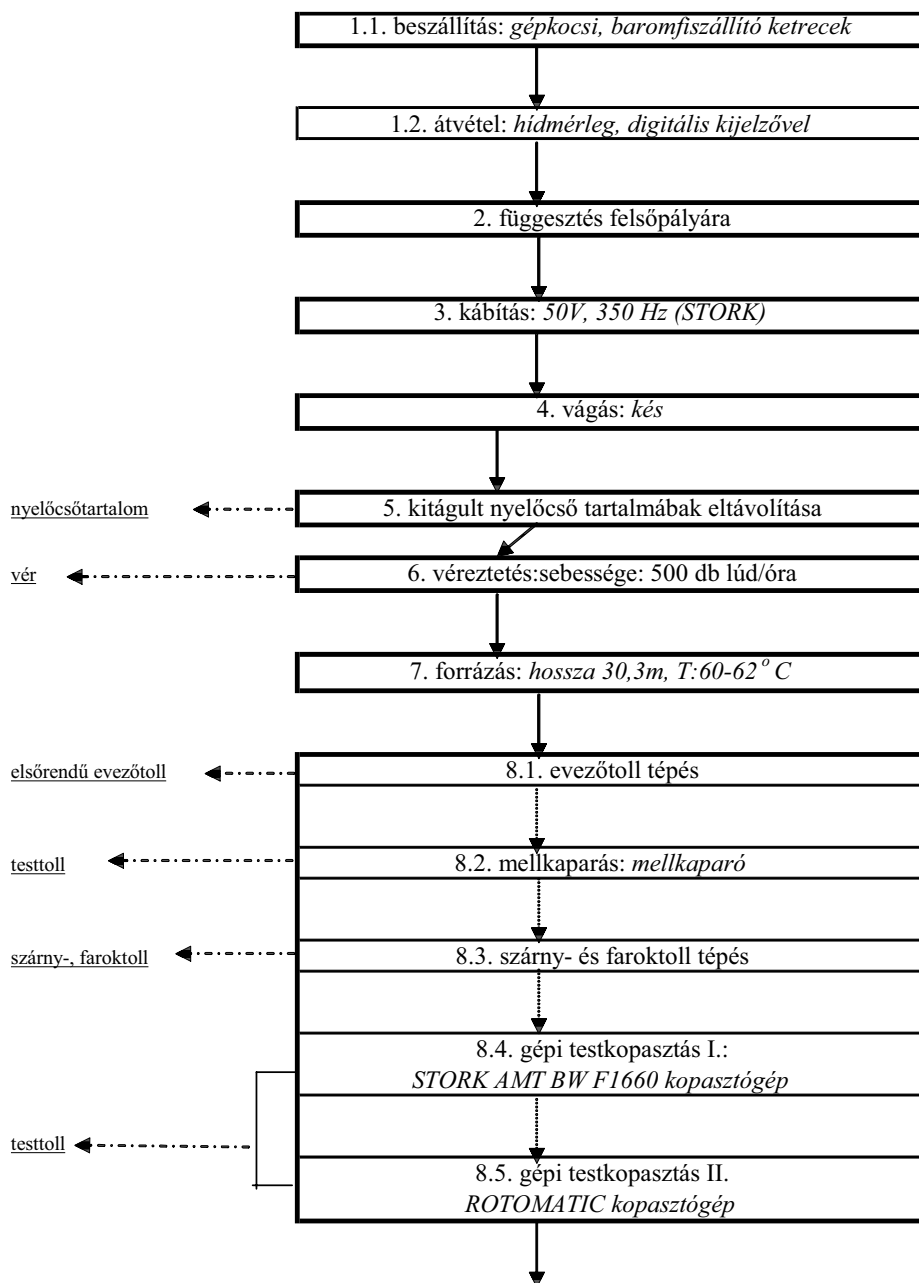 1.1. beszállítás: gépkocsi, baromfiszállító ketrecek
1.2. átvétel: hídmérleg, digitális kijelzővel
2. függesztés felsőpályára
3. kábítás: 50V, 350 Hz (STORK)
4. vágás: kés
nyelőcsőtartalom
5. kitágult nyelőcső tartalmábak eltávolítása
vér
6. véreztetés:sebessége: 500 db lúd/óra
7. forrázás: hossza 30,3m, T:60-62° C
elsőrendű evezőtoll
8.1. evezőtoll tépés
testtoll
8.2. mellkaparás: mellkaparó
szárny-, faroktoll
8.3. szárny- és faroktoll tépés
8.4. gépi testkopasztás I.:
STORK AMT BW F1660 kopasztógép
testtoll
8.5. gépi testkopasztás II.
ROTOMATIC kopasztógép